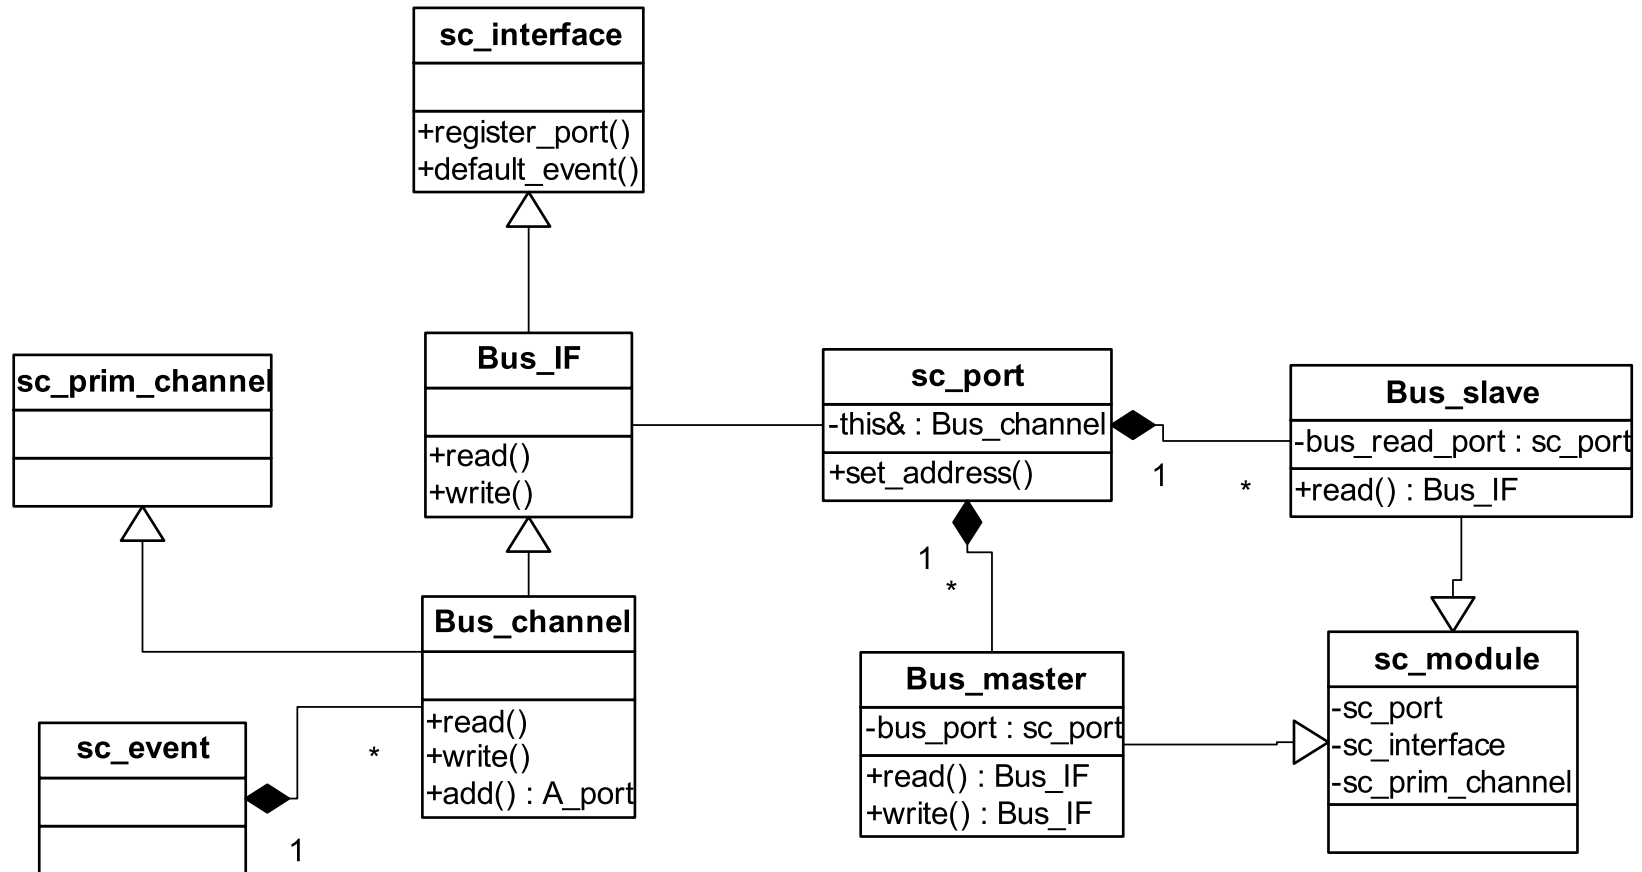 sc_interface
+register_port()
+default_event()
Bus_IF
+read()
+write()
sc_prim_channel
sc_port
-this& : Bus_channel
+set_address()
Bus_slave
-bus_read_port : sc_port
+read() : Bus_IF
1
*
1
*
Bus_channel
+read()
+write()
+add() : A_port
sc_event
*
1
Bus_master
-bus_port : sc_port
+read() : Bus_IF
+write() : Bus_IF
sc_module
-sc_port
-sc_interface
-sc_prim_channel